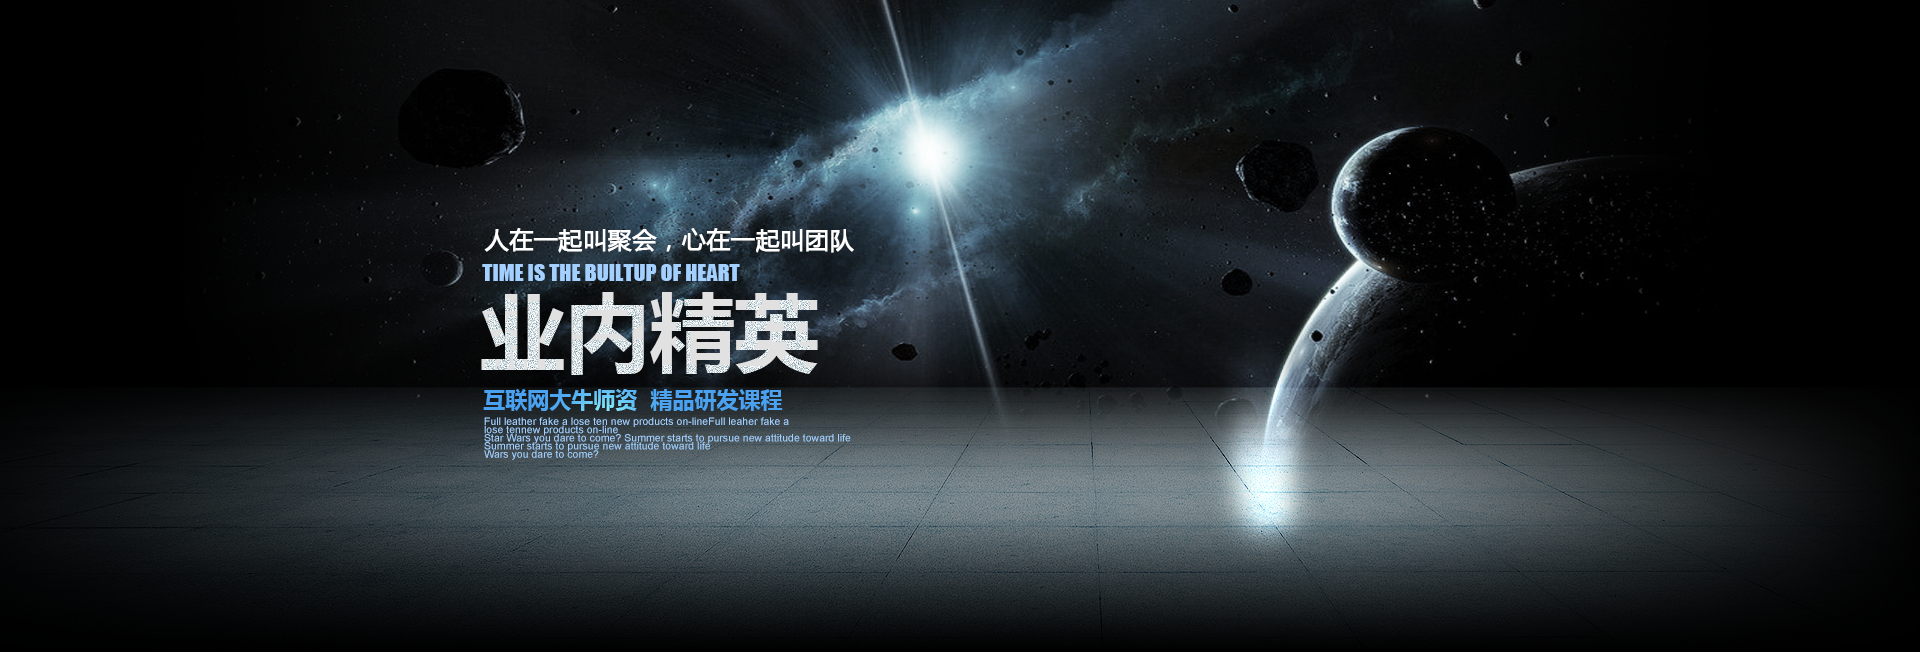 人在一起叫聚会，心在一起叫团队
TIME IS THE BUILTUP OF HEART
业内精英
互联网大牛师资 精品研发课程
Full leather fake a lose ten new products on-lineFull leaher fake a
lose tennew products on-line
Star Wars you dare to come? Summer starts to pursue new attitude toward life
Summer starts to pursue new attitude toward life
Wars you dare to come?